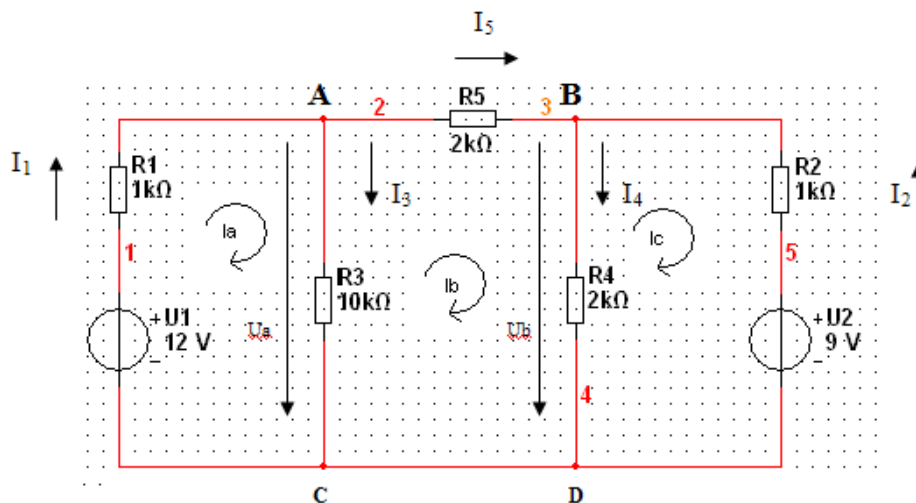 I5
A
2
R5
3
B
2kΩ
I1
R1
1kΩ
I3
I4
R2
1kΩ
I2
Ia
Ic
1
5
R3
10kΩ
Ib
R4
2kΩ
+
U1
12 V
−
Ua
Ub
+
U2
9 V
−
4
C
D